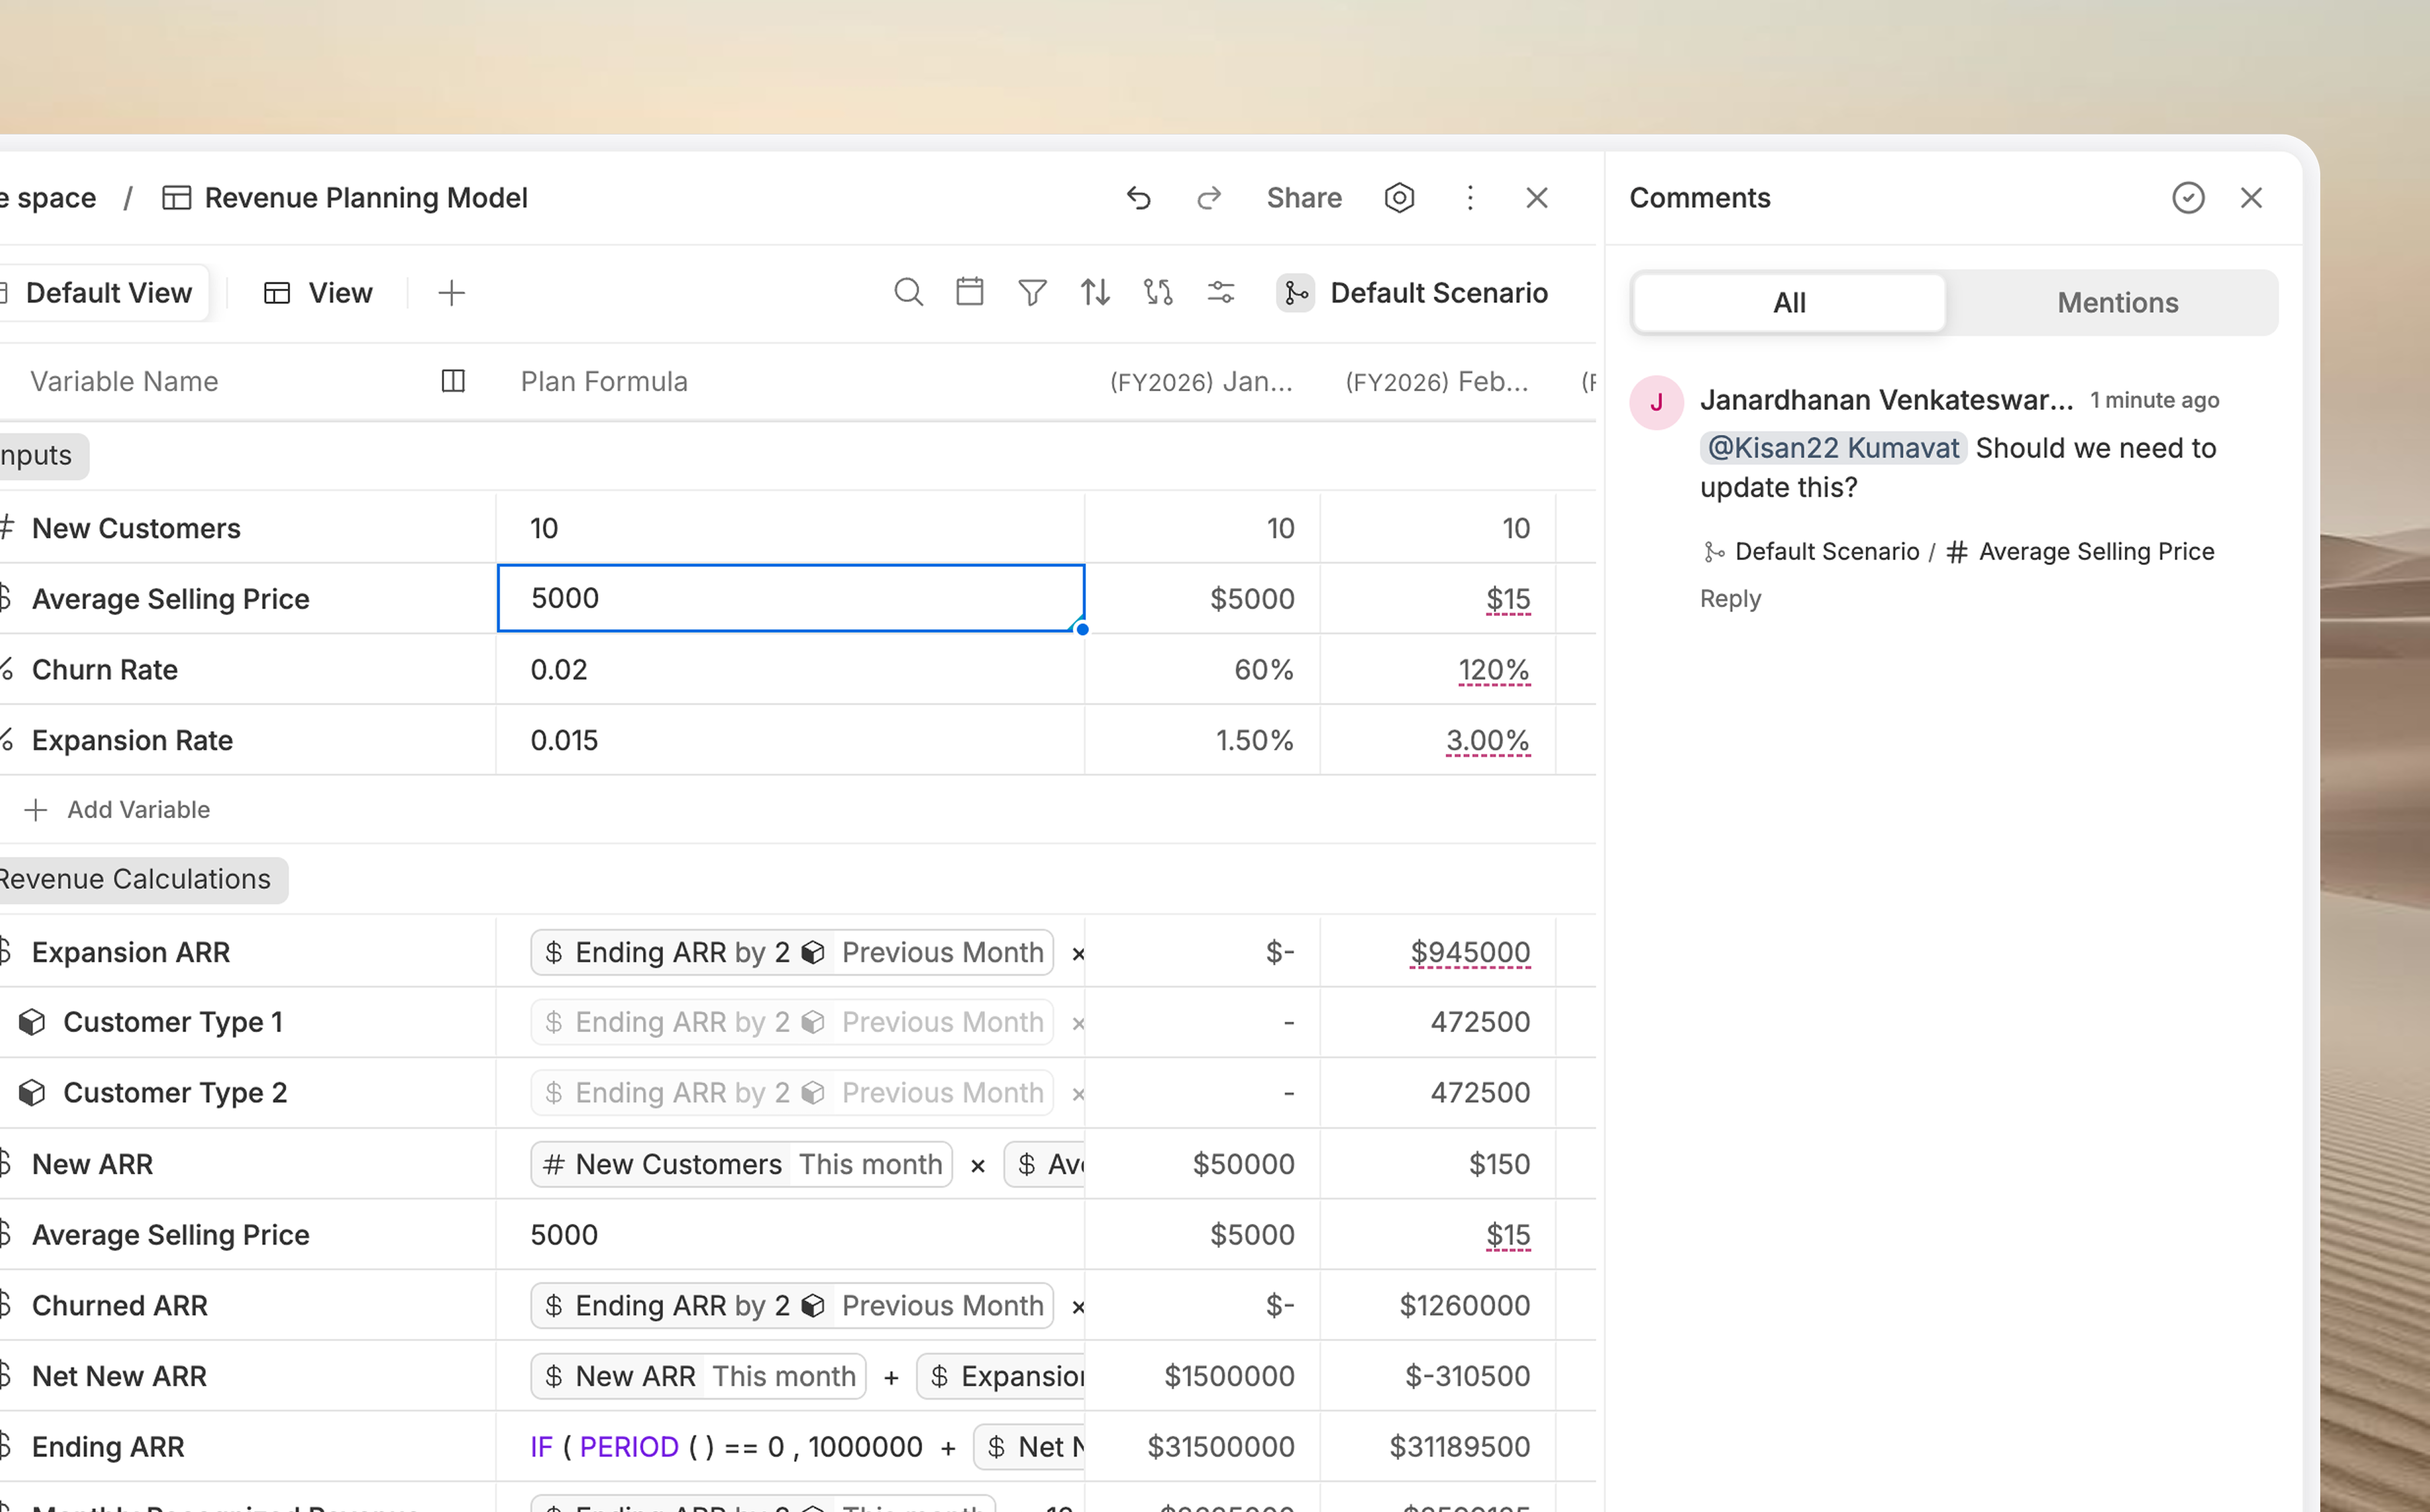 e space / Revenue Planning Model Share
Default View View Default Scenario
Variable Name Plan Formula (FY2026) Jan... (FY2026) Feb...
nputs
# New Customers 10 10 10
$ Average Selling Price 5000 $5000 $15
% Churn Rate 0.02 60% 120%
% Expansion Rate 0.015 1.50% 3.00%
+ Add Variable
Revenue Calculations
$ Expansion ARR $ Ending ARR by 2 Previous Month × $- $945000
Customer Type 1 $ Ending ARR by 2 Previous Month × - 472500
Customer Type 2 $ Ending ARR by 2 Previous Month × - 472500
$ New ARR # New Customers This month × $ Ave $50000 $150
$ Average Selling Price 5000 $5000 $15
$ Churned ARR $ Ending ARR by 2 Previous Month × $- $1260000
$ Net New ARR $ New ARR This month + $ Expansion $1500000 $-310500
$ Ending ARR IF ( PERIOD ( ) == 0 , 1000000 + $ Net N $31500000 $31189500
Comments
All Mentions
J Janardhanan Venkateswar... 1 minute ago
@Kisan22 Kumavat Should we need to
update this?
Default Scenario / # Average Selling Price
Reply